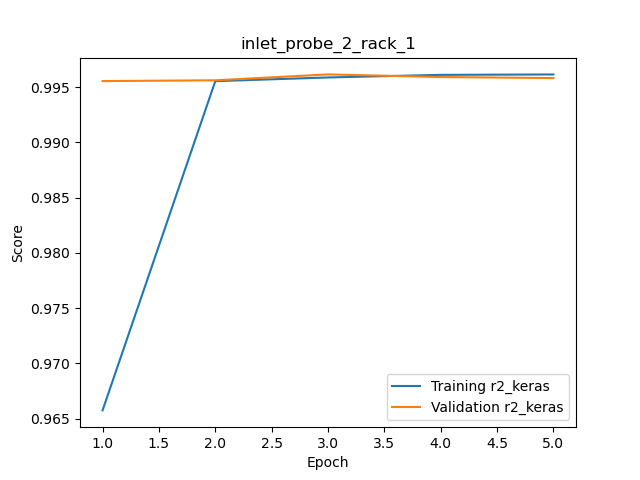 inlet_probe_2_rack_1
0.995
0.990
0.985
0.980
0.975
0.970
0.965
Score
Training r2_keras
Validation r2_keras
1.0 1.5 2.0 2.5 3.0 3.5 4.0 4.5 5.0
Epoch